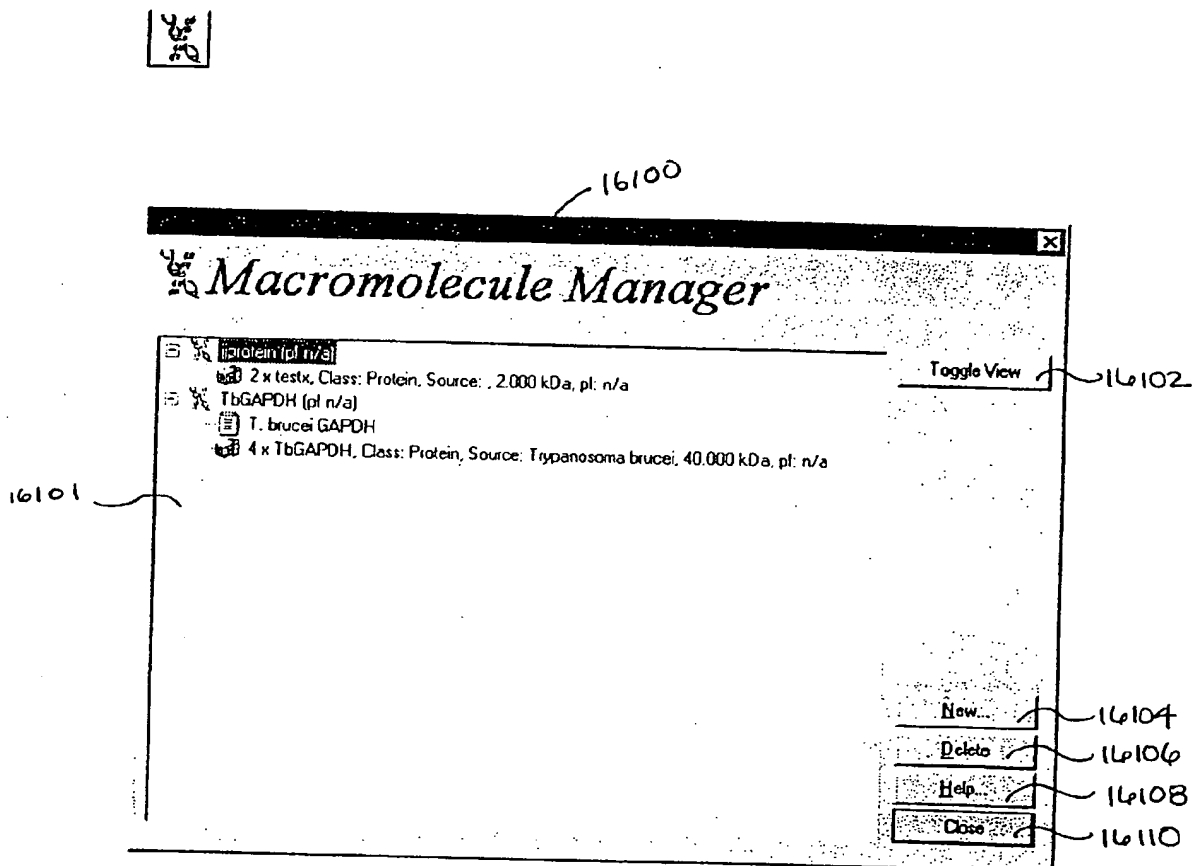 16100
Macromolecule Manager
protein (pI n/a)
2 x testx, Class: Protein, Source: , 2.000 kDa, pI: n/a
Toggle View
16102
TbGAPDH (pI n/a)
T. brucei GAPDH
4 x TbGAPDH, Class: Protein, Source: Trypanosoma brucei, 40.000 kDa, pI: n/a
16101
New...
16104
Delete
16106
Help...
16108
Close
16110